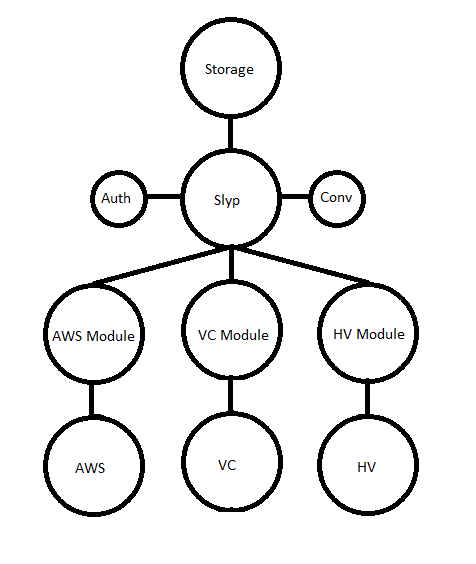 Storage
Auth
Slyp
Conv
AWS Module
VC Module
HV Module
AWS
VC
HV